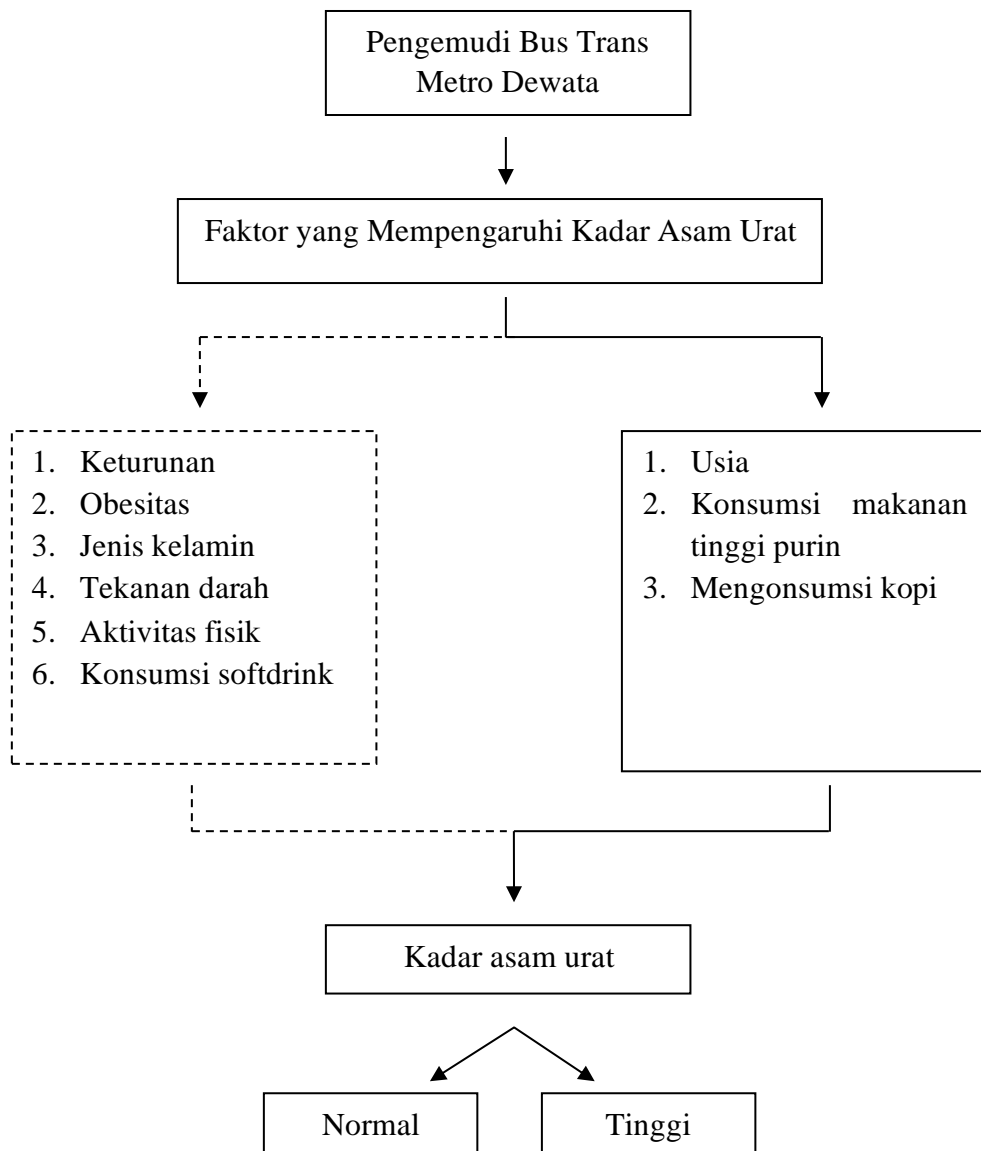 Pengemudi Bus Trans
Metro Dewata
Faktor yang Mempengaruhi Kadar Asam Urat
1. Keturunan
2. Obesitas
3. Jenis kelamin
4. Tekanan darah
5. Aktivitas fisik
6. Konsumsi softdrink
1. Usia
2. Konsumsi makanan
tinggi purin
3. Mengonsumsi kopi
Kadar asam urat
Normal
Tinggi